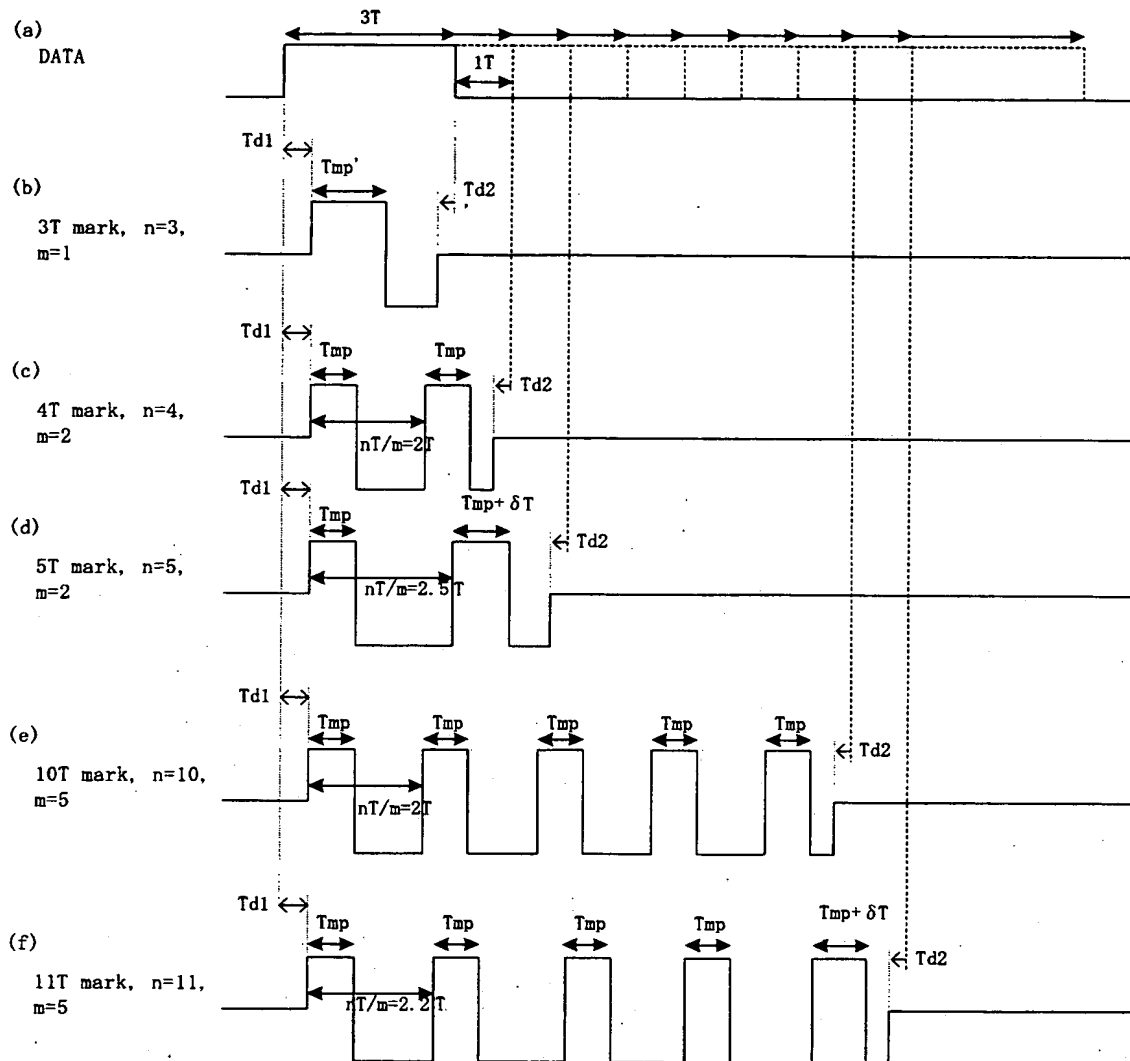 (a)
3T
DATA
1T
Td1
Tmp'
(b)
Td2
3T mark, n=3,
m=1
Td1
Tmp
Tmp
(c)
Td2
4T mark, n=4,
m=2
nT/m=2T
Td1
Tmp+δT
(d)
Tmp
Td2
5T mark, n=5,
m=2
nT/m=2.5T
Td1
(e)
Tmp
Tmp
Tmp
Tmp
Tmp
Td2
10T mark, n=10,
m=5
nT/m=2T
Td1
(f)
Tmp
Tmp
Tmp
Tmp
Tmp+δT
Td2
11T mark, n=11,
m=5
nT/m=2.2T